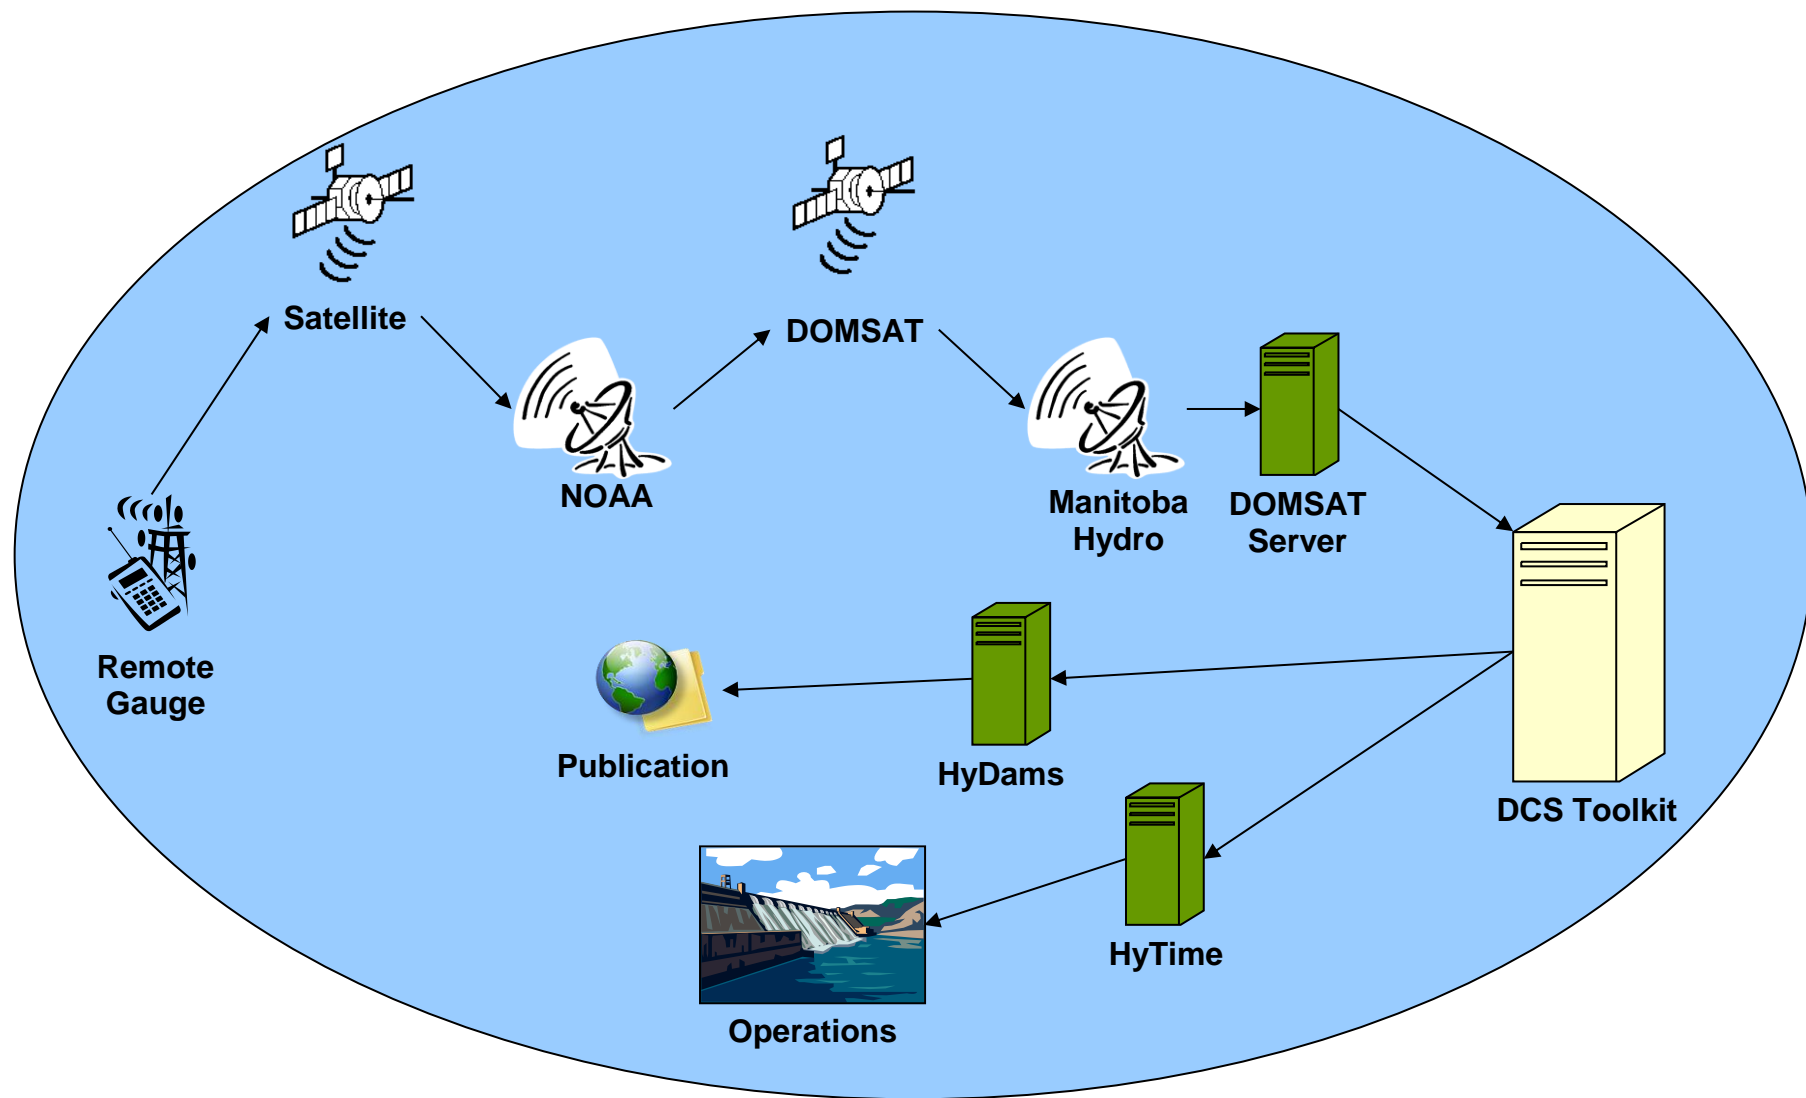 Satellite
DOMSAT
NOAA
Manitoba
Hydro
DOMSAT
Server
Remote
Gauge
Publication
HyDams
DCS Toolkit
HyTime
Operations